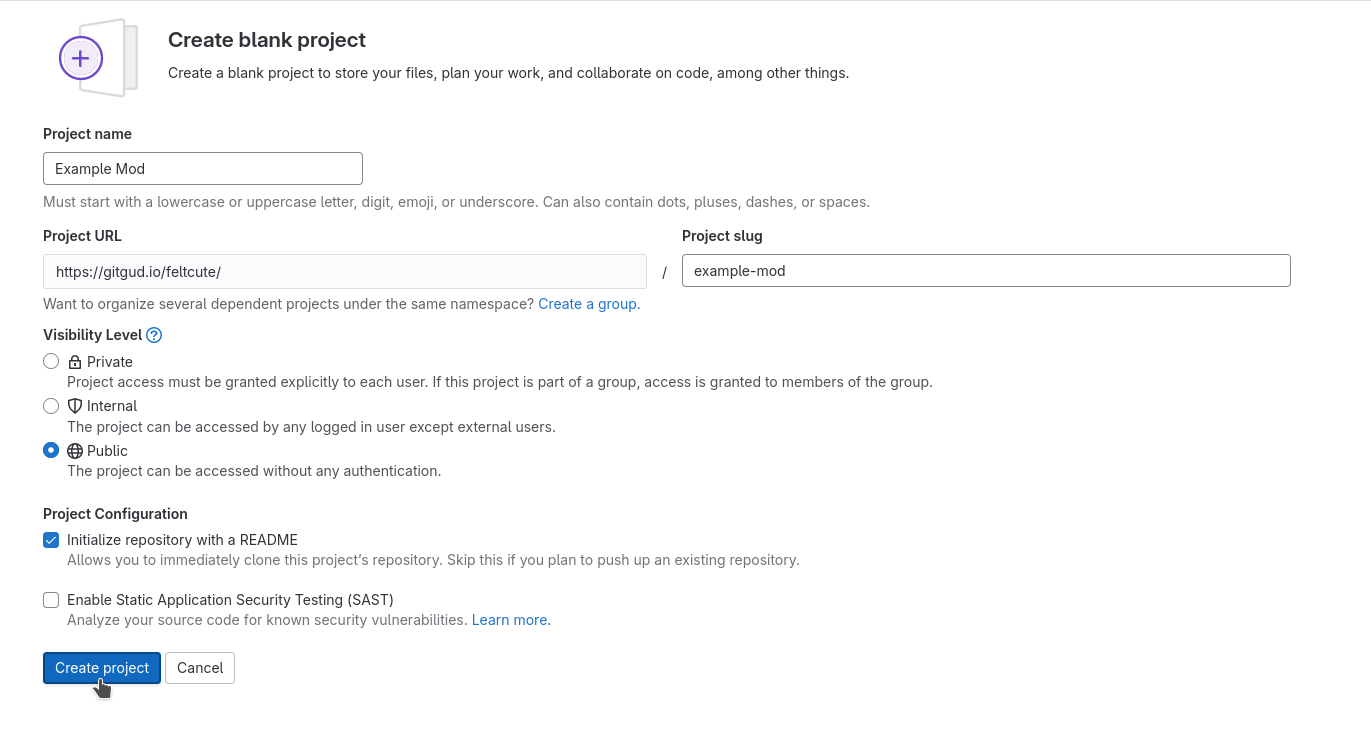 Create blank project
Create a blank project to store your files, plan your work, and collaborate on code, among other things.
Project name
Example Mod
Must start with a lowercase or uppercase letter, digit, emoji, or underscore. Can also contain dots, pluses, dashes, or spaces.
Project URL
Project slug
https://gitgud.io/feltcute/
/
example-mod
Want to organize several dependent projects under the same namespace? Create a group.
Visibility Level
Private
Project access must be granted explicitly to each user. If this project is part of a group, access is granted to members of the group.
Internal
The project can be accessed by any logged in user except external users.
Public
The project can be accessed without any authentication.
Project Configuration
Initialize repository with a README
Allows you to immediately clone this project’s repository. Skip this if you plan to push up an existing repository.
Enable Static Application Security Testing (SAST)
Analyze your source code for known security vulnerabilities. Learn more.
Create project
Cancel